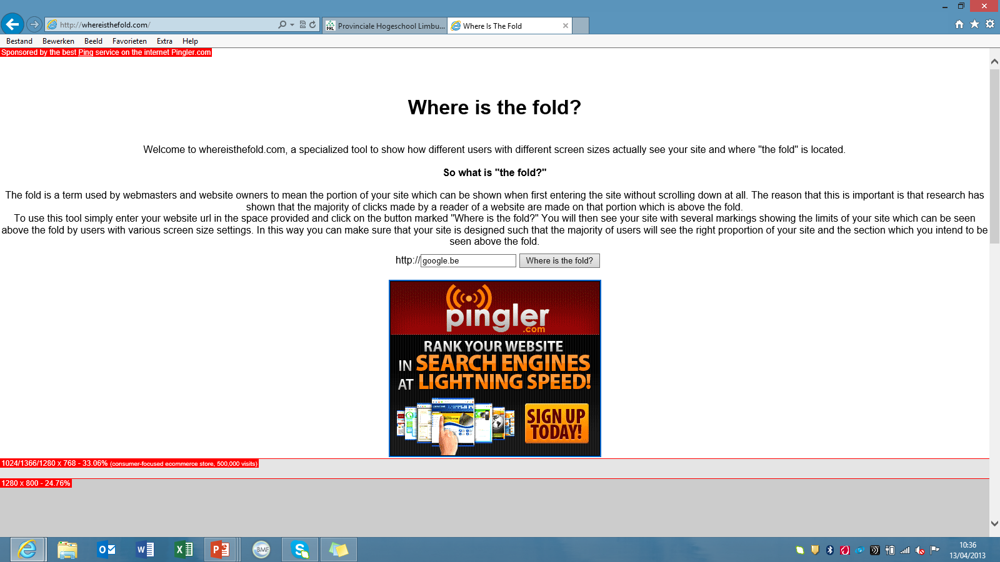 http://whereisthefold.com/
PHL Provinciale Hogeschool Limbu...
Where Is The Fold
Bestand Bewerken Beeld Favorieten Extra Help
Sponsored by the best Ping service on the internet Pingler.com
Where is the fold?
Welcome to whereisthefold.com, a specialized tool to show how different users with different screen sizes actually see your site and where "the fold" is located.
So what is "the fold?"
The fold is a term used by webmasters and website owners to mean the portion of your site which can be shown when first entering the site without scrolling down at all. The reason that this is important is that research has
shown that the majority of clicks made by a reader of a website are made on that portion which is above the fold.
To use this tool simply enter your website url in the space provided and click on the button marked "Where is the fold?" You will then see your site with several markings showing the limits of your site which can be seen
above the fold by users with various screen size settings. In this way you can make sure that your site is designed such that the majority of users will see the right proportion of your site and the section which you intend to be
seen above the fold.
http://google.be Where is the fold?
pingler
.com
RANK YOUR WEBSITE
IN SEARCH ENGINES
AT LIGHTNING SPEED!
SIGN UP
TODAY!
1024/1366/1280 x 768 - 33.06% (consumer-focused ecommerce store, 500,000 visits)
1280 x 800 - 24.76%
BMF
10:36
13/04/2013